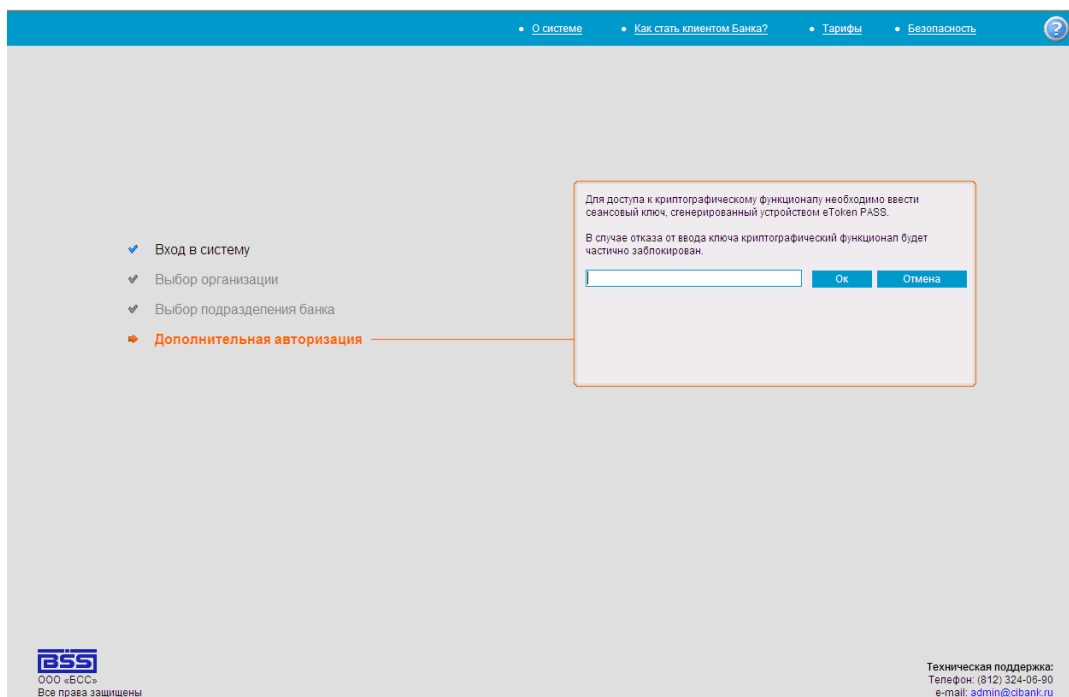 О системе
Как стать клиентом Банка?
Тарифы
Безопасность
?
Для доступа к криптографическому функционалу необходимо ввести
сеансовый ключ, сгенерированный устройством eToken PASS.
В случае отказа от ввода ключа криптографический функционал будет
частично заблокирован.
Ок
Отмена
Вход в систему
Выбор организации
Выбор подразделения банка
Дополнительная авторизация
BSS
ООО «БСС»
Все права защищены
Техническая поддержка:
Телефон: (812) 324-06-90
e-mail: admin@cibank.ru